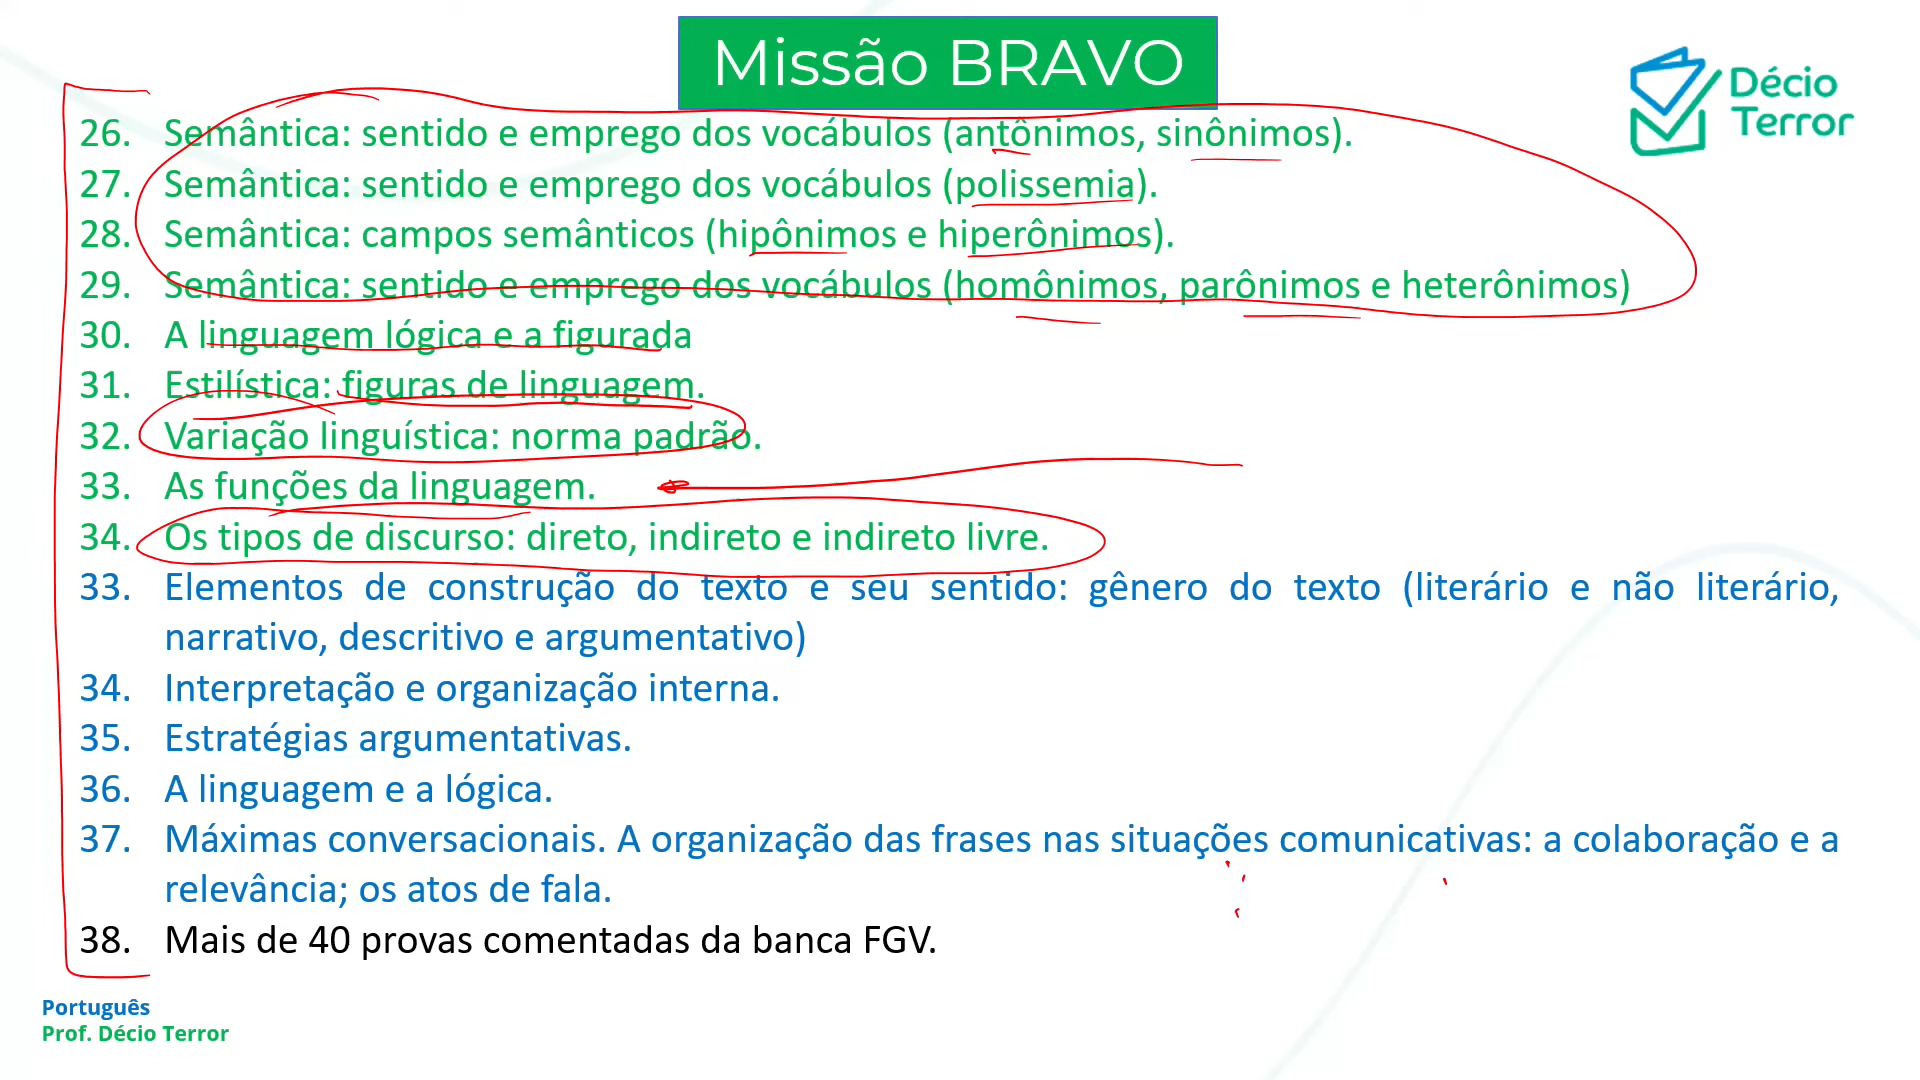 Missão BRAVO
Décio
Terror
26. Semântica: sentido e emprego dos vocábulos (antônimos, sinônimos).
27. Semântica: sentido e emprego dos vocábulos (polissemia).
28. Semântica: campos semânticos (hipônimos e hiperônimos).
29. Semântica: sentido e emprego dos vocábulos (homônimos, parônimos e heterônimos)
30. A linguagem lógica e a figurada
31. Estilística: figuras de linguagem.
32. Variação linguística: norma padrão.
33. As funções da linguagem.
34. Os tipos de discurso: direto, indireto e indireto livre.
33. Elementos de construção do texto e seu sentido: gênero do texto (literário e não literário,
narrativo, descritivo e argumentativo)
34. Interpretação e organização interna.
35. Estratégias argumentativas.
36. A linguagem e a lógica.
37. Máximas conversacionais. A organização das frases nas situações comunicativas: a colaboração e a
relevância; os atos de fala.
38. Mais de 40 provas comentadas da banca FGV.
Português
Prof. Décio Terror